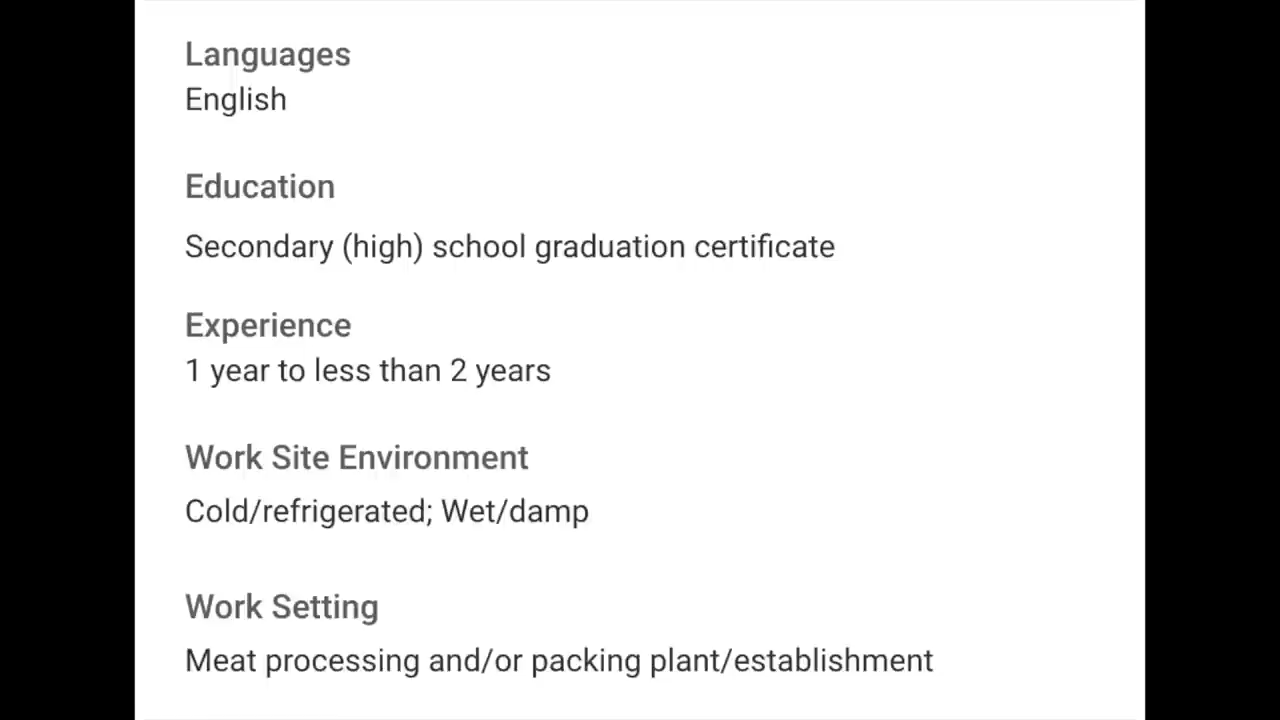 Languages
English
Education
Secondary (high) school graduation certificate
Experience
1 year to less than 2 years
Work Site Environment
Cold/refrigerated; Wet/damp
Work Setting
Meat processing and/or packing plant/establishment